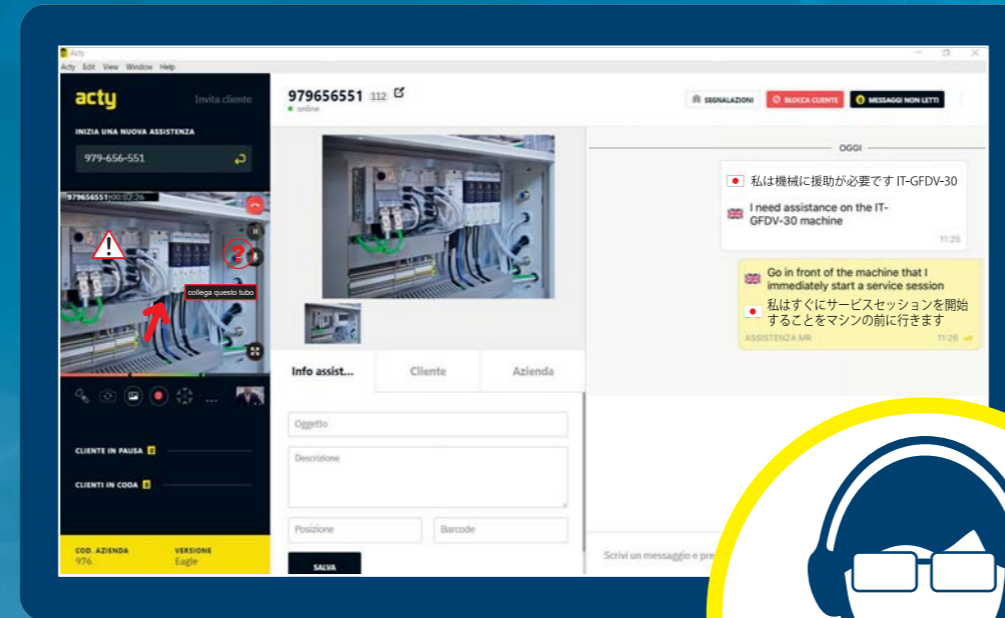 Acty
Acty Edit View Window Help
acty
Invita cliente
INIZIA UNA NUOVA ASSISTENZA
979-656-551
979656551 00:02:26
!
?
collega questo tubo
CLIENTE IN PAUSA 0
CLIENTI IN CODA 0
COD. AZIENDA
976
VERSIONE
Eagle
979656551 112
online
SEGNALAZIONI
BLOCCA CLIENTE
MESSAGGI NON LETTI
Info assist...
Cliente
Azienda
Oggetto
Descrizione
Posizione
Barcode
SALVA
OGGI
私は機械に援助が必要です IT-GFDV-30
I need assistance on the IT-
GFDV-30 machine
11:25
Go in front of the machine that I
immediately start a service session
私はすぐにサービスセッションを開始
することをマシンの前に行きます
ASSISTENZA MR
11:26
Scrivi un messaggio e pre